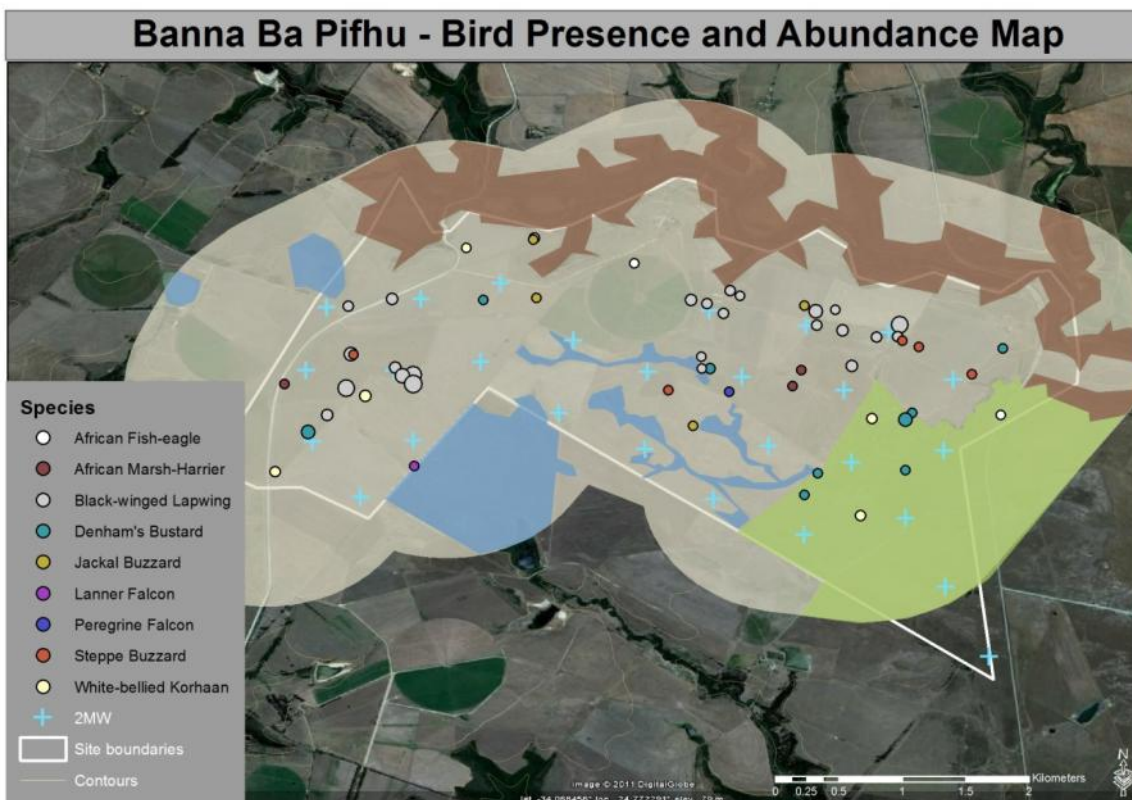 Banna Ba Pifhu - Bird Presence and Abundance Map
Species
African Fish-eagle
African Marsh-Harrier
Black-winged Lapwing
Denham's Bustard
Jackal Buzzard
Lanner Falcon
Peregrine Falcon
Steppe Buzzard
White-bellied Korhaan
2MW
Site boundaries
Contours
Image © 2011 DigitalGlobe
Kilometers
0 0.25 0.5 1 1.5 2
N